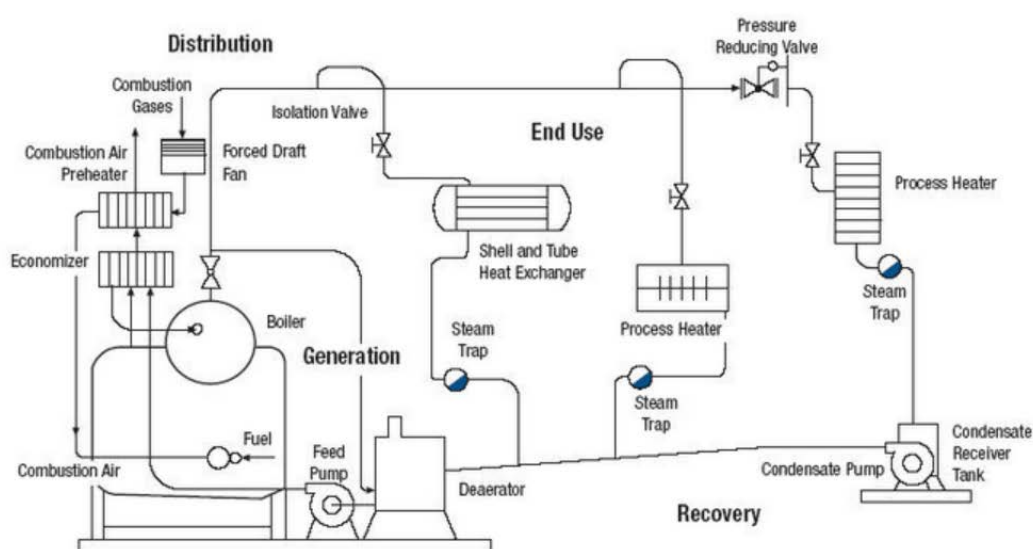 Distribution
Combustion
Gases
Combustion Air
Preheater
Forced Draft
Fan
Economizer
Boiler
Generation
Fuel
Combustion Air
Feed
Pump
Deaerator
Isolation Valve
End Use
Pressure
Reducing Valve
Shell and Tube
Heat Exchanger
Steam
Trap
Process Heater
Steam
Trap
Process Heater
Steam
Trap
Condensate Pump
Condensate
Receiver
Tank
Recovery